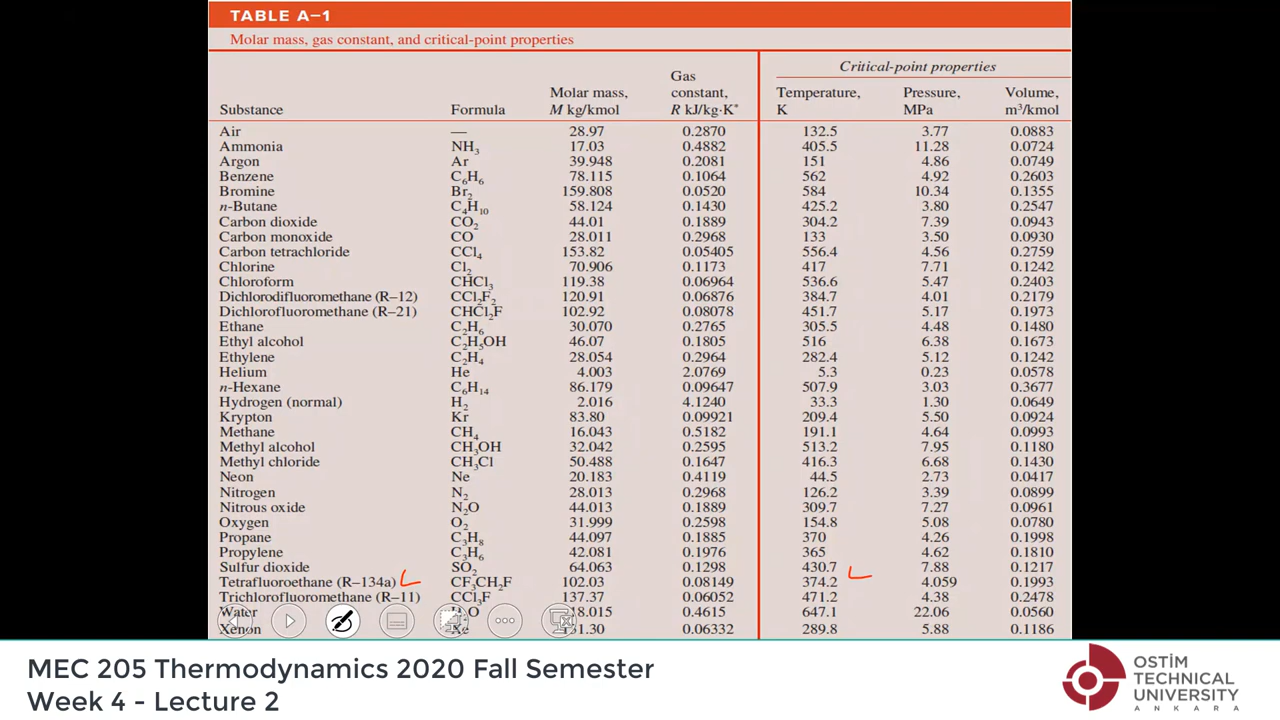 TABLE A–1
Molar mass, gas constant, and critical-point properties
Critical-point properties
Substance Formula Molar mass, M kg/kmol Gas constant, R kJ/kg·K* Temperature, K Pressure, MPa Volume, m³/kmol
Air — 28.97 0.2870 132.5 3.77 0.0883
Ammonia NH₃ 17.03 0.4882 405.5 11.28 0.0724
Argon Ar 39.948 0.2081 151 4.86 0.0749
Benzene C₆H₆ 78.115 0.1064 562 4.92 0.2603
Bromine Br₂ 159.808 0.0520 584 10.34 0.1355
n-Butane C₄H₁₀ 58.124 0.1430 425.2 3.80 0.2547
Carbon dioxide CO₂ 44.01 0.1889 304.2 7.39 0.0943
Carbon monoxide CO 28.011 0.2968 133 3.50 0.0930
Carbon tetrachloride CCl₄ 153.82 0.05405 556.4 4.56 0.2759
Chlorine Cl₂ 70.906 0.1173 417 7.71 0.1242
Chloroform CHCl₃ 119.38 0.06964 536.6 5.47 0.2403
Dichlorodifluoromethane (R–12) CCl₂F₂ 120.91 0.06876 384.7 4.01 0.2179
Dichlorofluoromethane (R–21) CHCl₂F 102.92 0.08078 451.7 5.17 0.1973
Ethane C₂H₆ 30.070 0.2765 305.5 4.48 0.1480
Ethyl alcohol C₂H₅OH 46.07 0.1805 516 6.38 0.1673
Ethylene C₂H₄ 28.054 0.2964 282.4 5.12 0.1242
Helium He 4.003 2.0769 5.3 0.23 0.0578
n-Hexane C₆H₁₄ 86.179 0.09647 507.9 3.03 0.3677
Hydrogen (normal) H₂ 2.016 4.1240 33.3 1.30 0.0649
Krypton Kr 83.80 0.09921 209.4 5.50 0.0924
Methane CH₄ 16.043 0.5182 191.1 4.64 0.0993
Methyl alcohol CH₃OH 32.042 0.2595 513.2 7.95 0.1180
Methyl chloride CH₃Cl 50.488 0.1647 416.3 6.68 0.1430
Neon Ne 20.183 0.4119 44.5 2.73 0.0417
Nitrogen N₂ 28.013 0.2968 126.2 3.39 0.0899
Nitrous oxide N₂O 44.013 0.1889 309.7 7.27 0.0961
Oxygen O₂ 31.999 0.2598 154.8 5.08 0.0780
Propane C₃H₈ 44.097 0.1885 370 4.26 0.1998
Propylene C₃H₆ 42.081 0.1976 365 4.62 0.1810
Sulfur dioxide SO₂ 64.063 0.1298 430.7 7.88 0.1217
Tetrafluoroethane (R–134a) CF₃CH₂F 102.03 0.08149 374.2 4.059 0.1993
Trichlorofluoromethane (R–11) CCl₃F 137.37 0.06052 471.2 4.38 0.2478
Water 0.4615 647.1 22.06 0.0560
Xenon 0.06332 289.8 5.88 0.1186
MEC 205 Thermodynamics 2020 Fall Semester
Week 4 - Lecture 2
OSTİM
TECHNICAL
UNIVERSITY
ANKARA